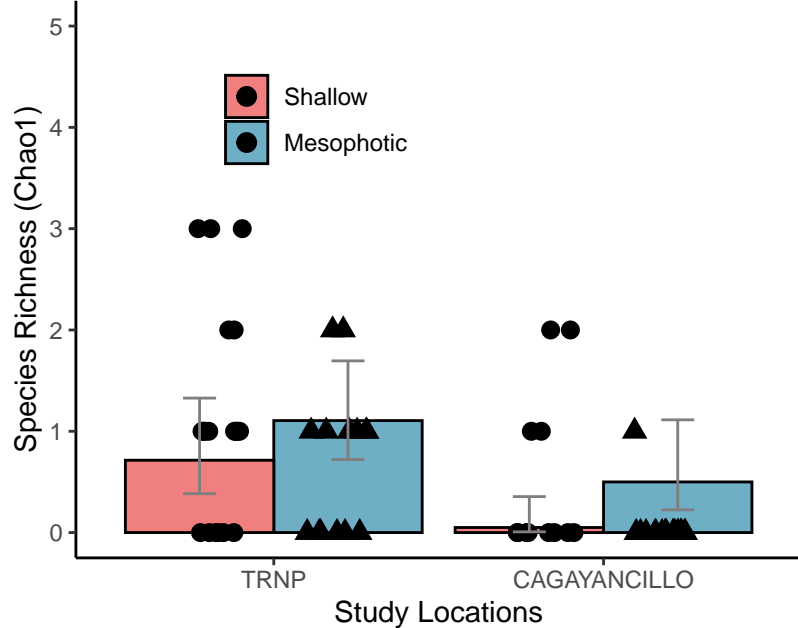 5
4
3
2
1
0
Species Richness (Chao1)
Shallow
Mesophotic
TRNP
CAGAYANCILLO
Study Locations